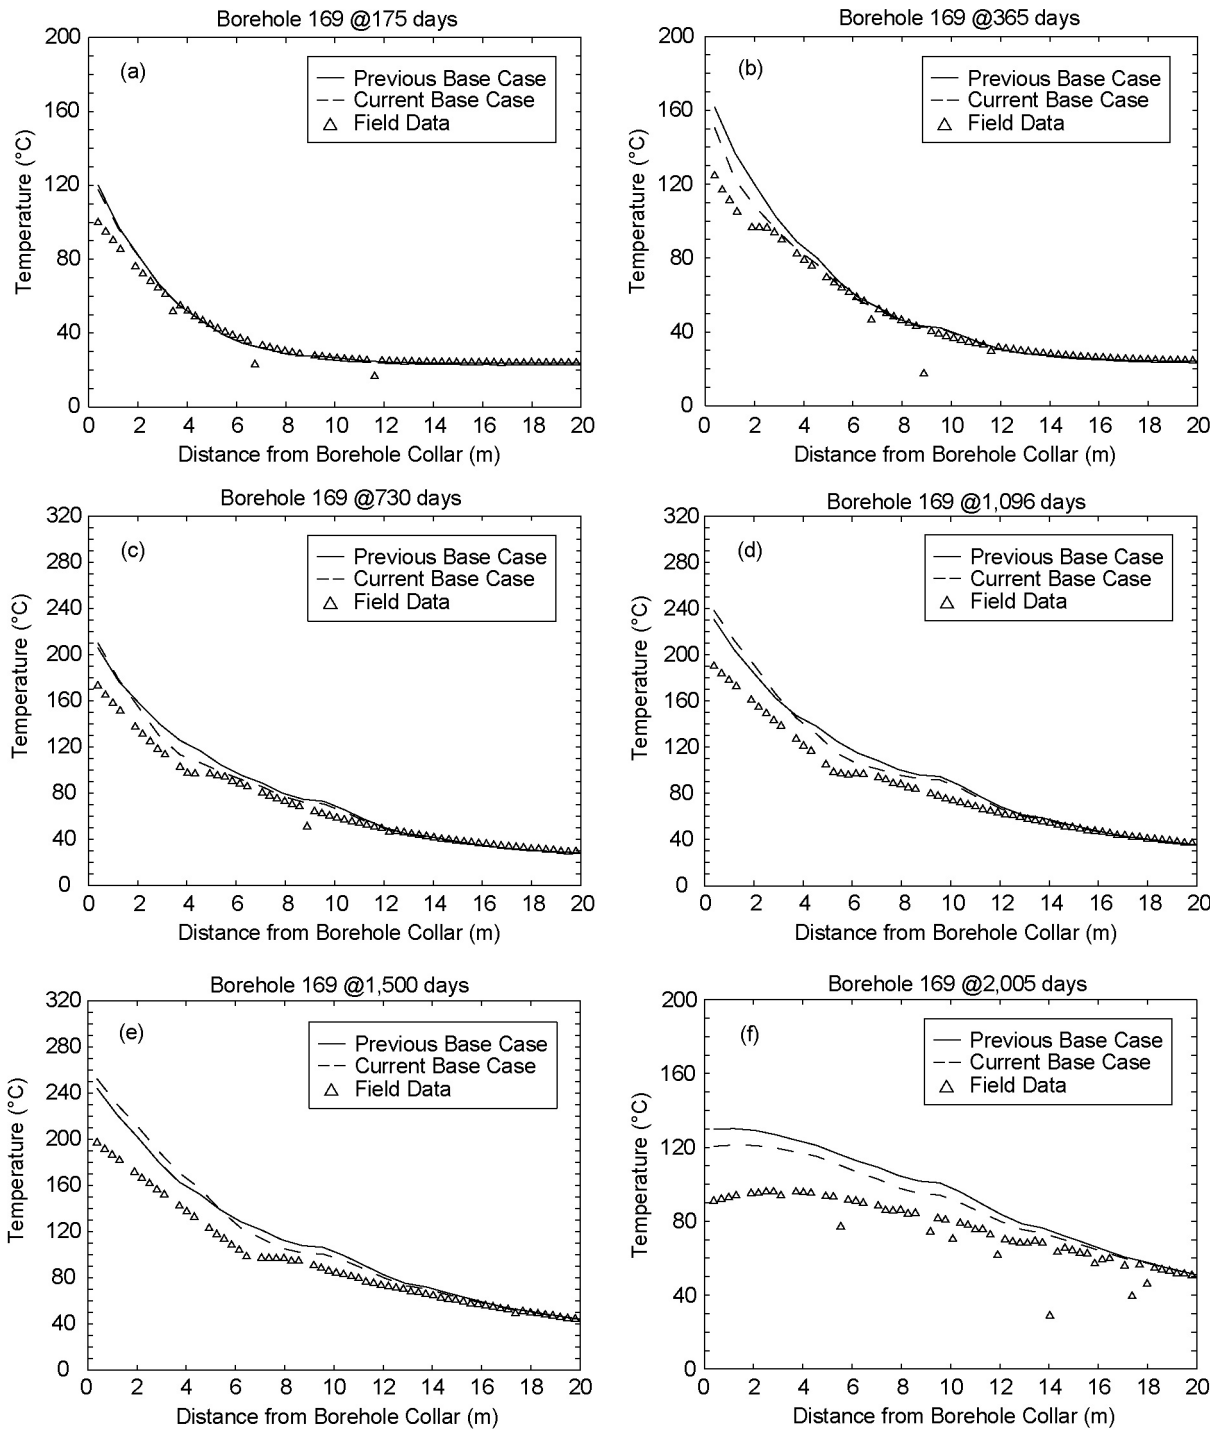 Borehole 169 @175 days
(a)
Previous Base Case
Current Base Case
Field Data
200
160
120
80
40
0
Temperature (°C)
0 2 4 6 8 10 12 14 16 18 20
Distance from Borehole Collar (m)
Borehole 169 @365 days
(b)
Previous Base Case
Current Base Case
Field Data
200
160
120
80
40
0
Temperature (°C)
0 2 4 6 8 10 12 14 16 18 20
Distance from Borehole Collar (m)
Borehole 169 @730 days
(c)
Previous Base Case
Current Base Case
Field Data
320
280
240
200
160
120
80
40
0
Temperature (°C)
0 2 4 6 8 10 12 14 16 18 20
Distance from Borehole Collar (m)
Borehole 169 @1,096 days
(d)
Previous Base Case
Current Base Case
Field Data
320
280
240
200
160
120
80
40
0
Temperature (°C)
0 2 4 6 8 10 12 14 16 18 20
Distance from Borehole Collar (m)
Borehole 169 @1,500 days
(e)
Previous Base Case
Current Base Case
Field Data
320
280
240
200
160
120
80
40
0
Temperature (°C)
0 2 4 6 8 10 12 14 16 18 20
Distance from Borehole Collar (m)
Borehole 169 @2,005 days
(f)
Previous Base Case
Current Base Case
Field Data
200
160
120
80
40
0
Temperature (°C)
0 2 4 6 8 10 12 14 16 18 20
Distance from Borehole Collar (m)